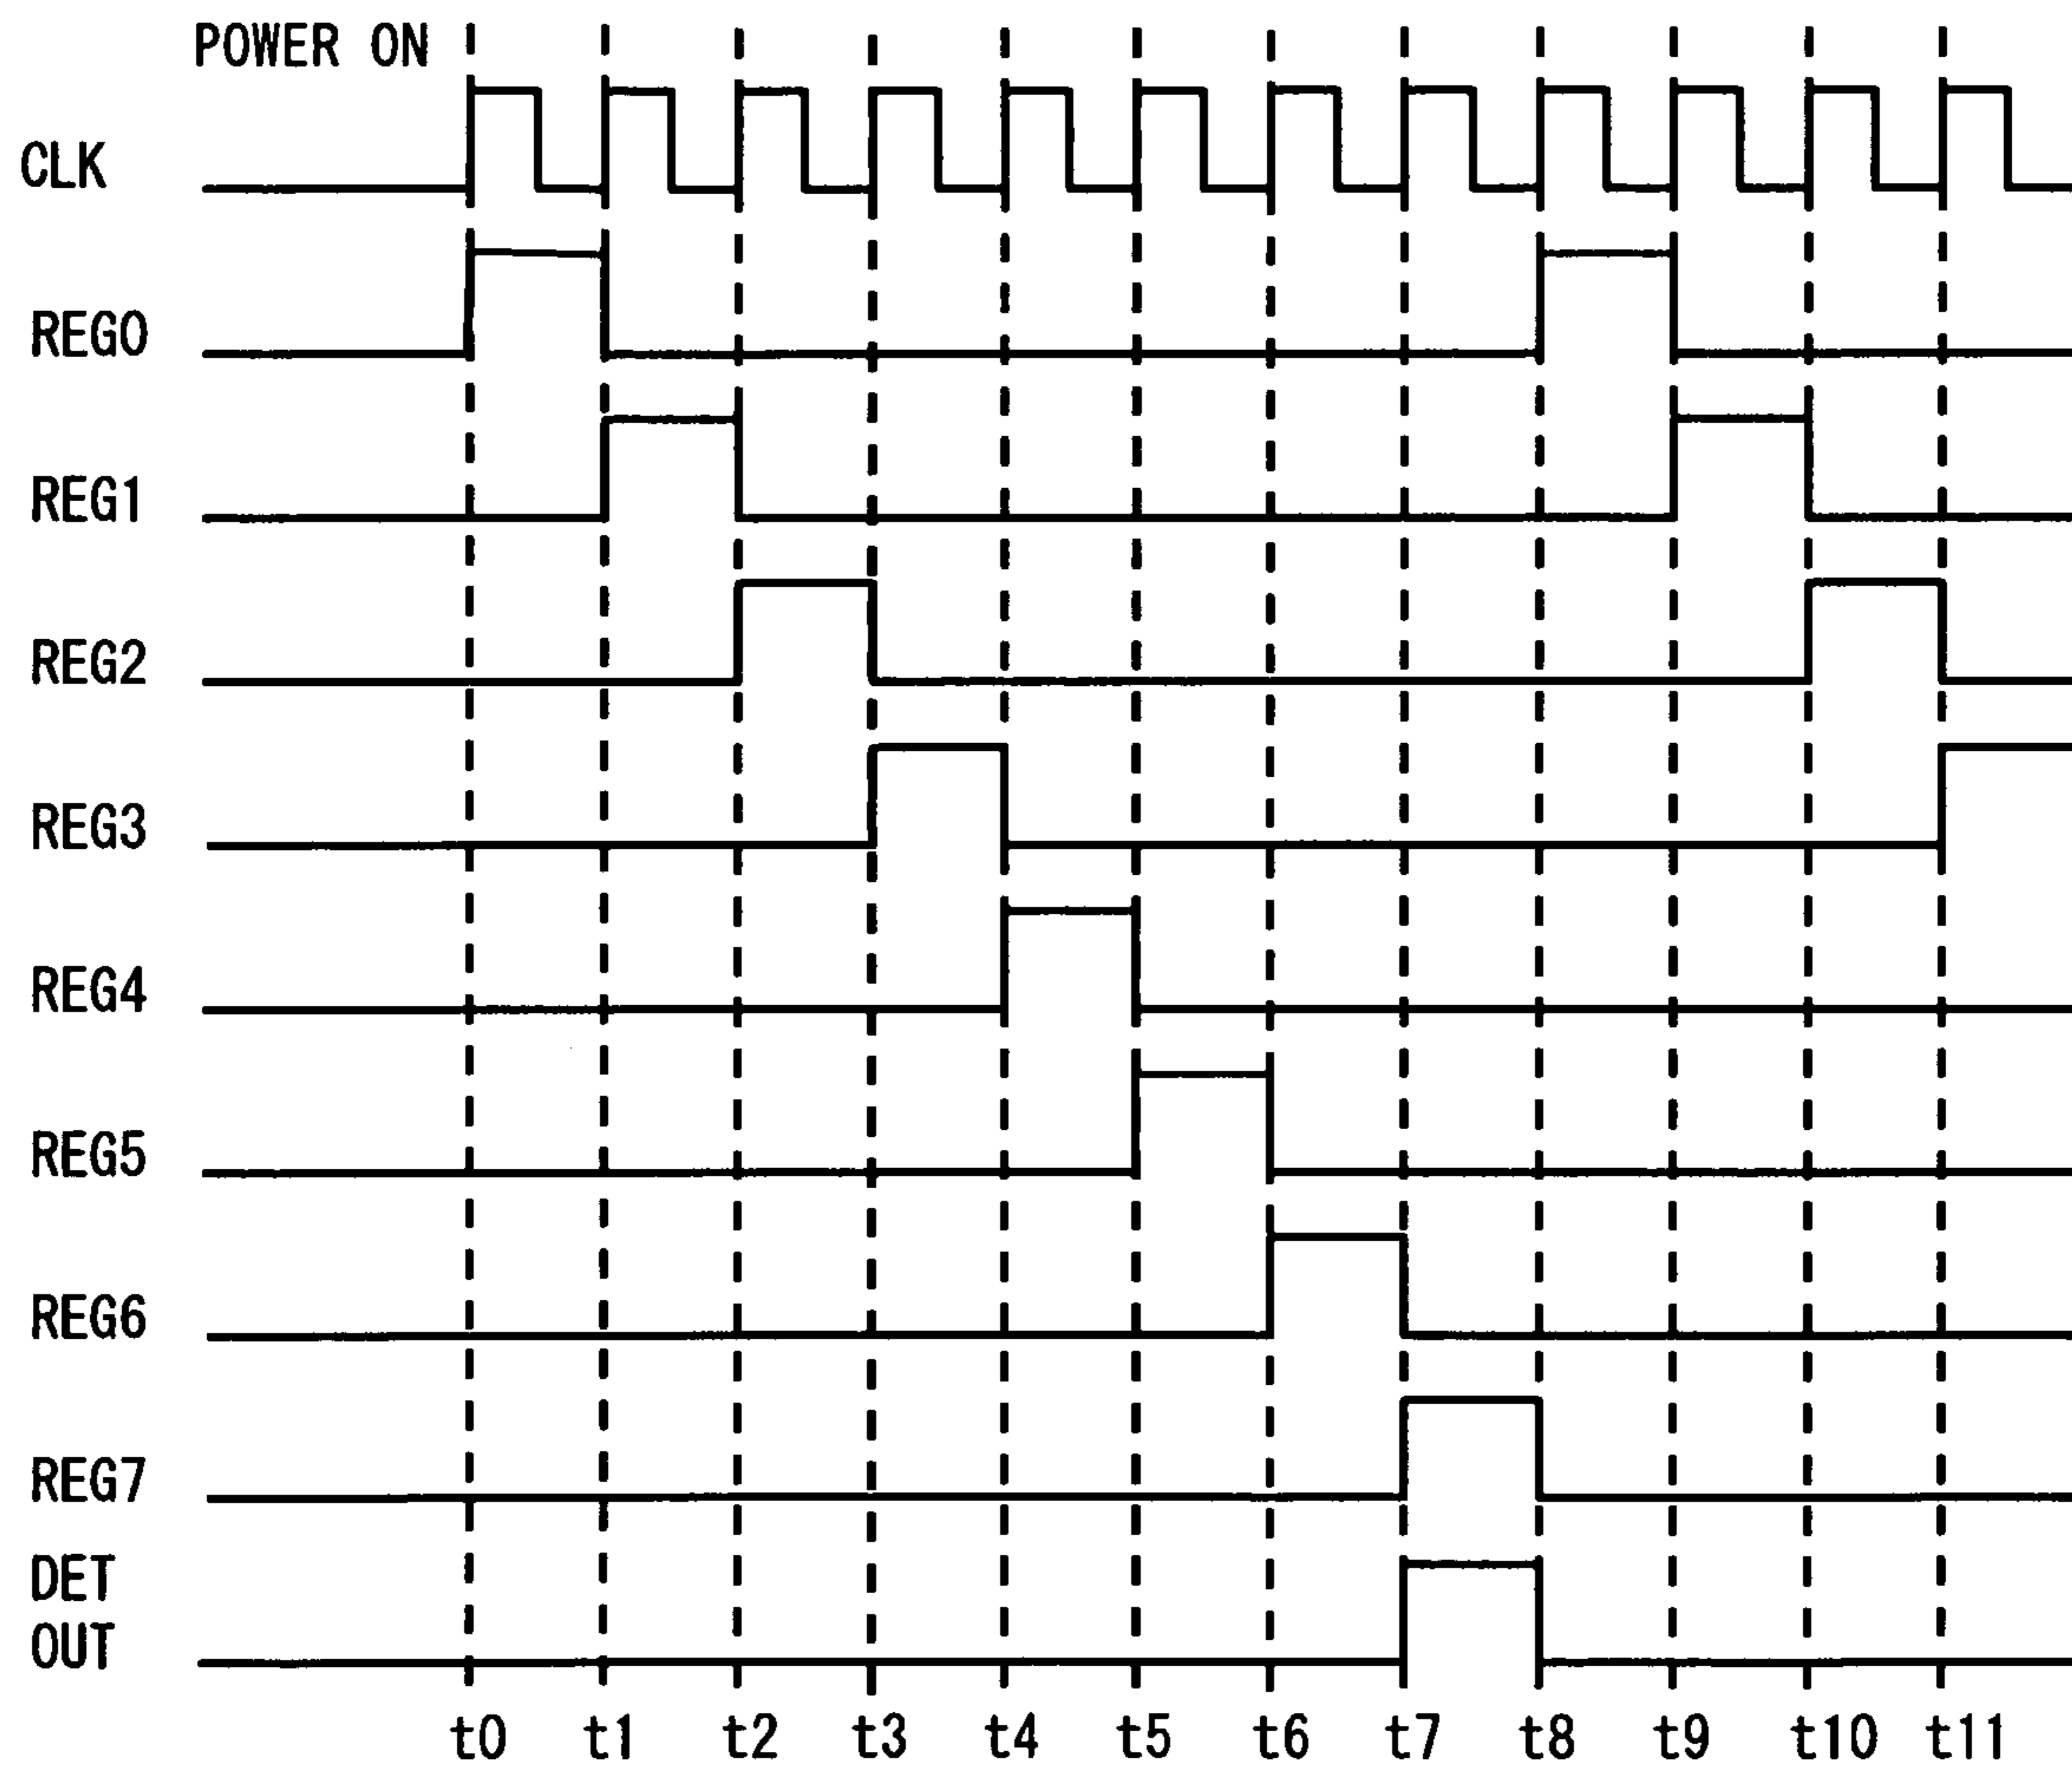 POWER ON
CLK
REG0
REG1
REG2
REG3
REG4
REG5
REG6
REG7
DET
OUT
t0 t1 t2 t3 t4 t5 t6 t7 t8 t9 t10 t11